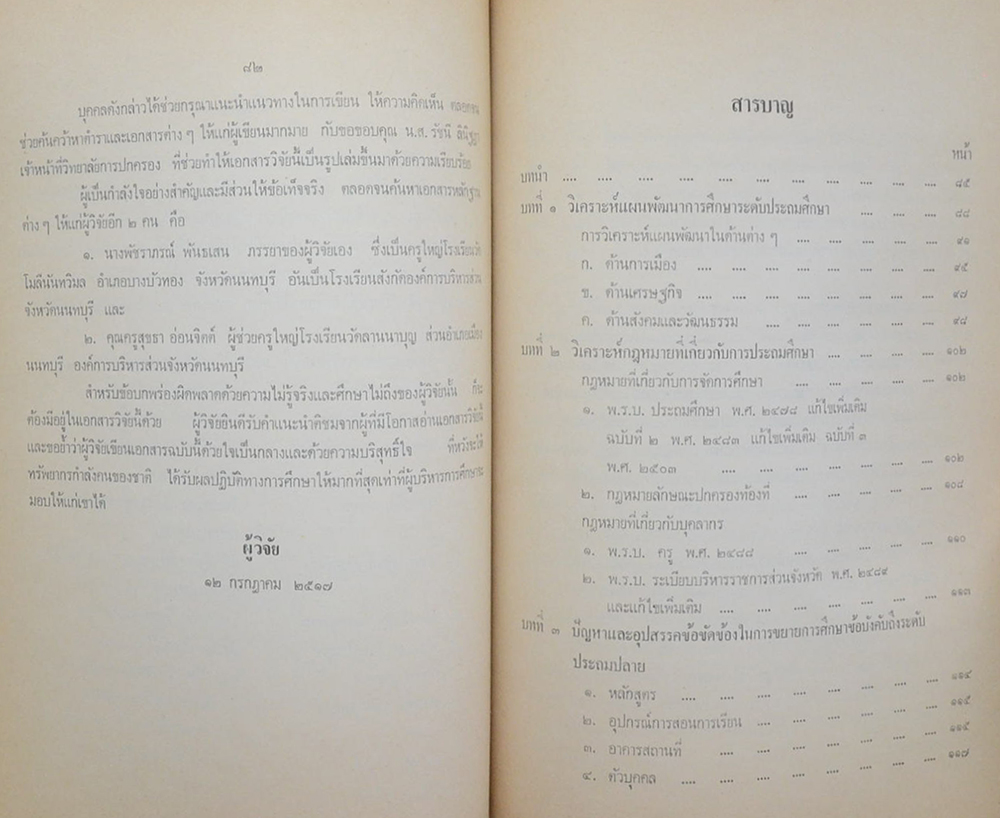 ๘๒
บุคคลดังกล่าวได้ช่วยกรุณาแนะนำแนวทางในการเขียน ให้ความคิดเห็น ตลอดจน
ช่วยค้นคว้าหาตำราและเอกสารต่าง ๆ ให้แก่ผู้เขียนมากมาย กับขอขอบคุณ น.ส. รัชนี
เจ้าหน้าที่วิทยาลัยการปกครอง ที่ช่วยทำให้เอกสารวิจัยนี้เป็นรูปเล่มขึ้นมาด้วยความเรียบร้อย
ผู้เป็นกำลังใจอย่างสำคัญและมีส่วนให้ข้อเท็จจริง ตลอดจนค้นหาเอกสารหลักฐาน
ต่าง ๆ ให้แก่ผู้วิจัยอีก ๒ คน คือ
๑. นางพัชราภรณ์ พันธเสน ภรรยาของผู้วิจัยเอง ซึ่งเป็นครูใหญ่โรงเรียนวัด
โมลีนันทวิมล อำเภอบางบัวทอง จังหวัดนนทบุรี อันเป็นโรงเรียนสังกัดองค์การบริหารส่วน
จังหวัดนนทบุรี และ
๒. คุณครูสุขธา อ่อนจิตต์ ผู้ช่วยครูใหญ่โรงเรียนวัดลานนาบุญ ส่วนอำเภอเมือง
นนทบุรี องค์การบริหารส่วนจังหวัดนนทบุรี
สำหรับข้อบกพร่องผิดพลาดด้วยความไม่รู้จริงและศึกษาไม่ถึงของผู้วิจัยนั้น ก็จะ
ต้องมีอยู่ในเอกสารวิจัยนี้ด้วย ผู้วิจัยยินดีรับคำแนะนำติชมจากผู้ที่มีโอกาสอ่านเอกสารวิจัยนี้
และขอย้ำว่าผู้วิจัยเขียนเอกสารฉบับนี้ด้วยใจเป็นกลางและด้วยความบริสุทธิ์ใจ ที่หวังจะให้
ทรัพยากรกำลังคนของชาติ ได้รับผลปฏิบัติทางการศึกษาให้มากที่สุดเท่าที่ผู้บริหารการศึกษาจะ
มอบให้แก่เขาได้
ผู้วิจัย
๑๒ กรกฎาคม ๒๕๑๗
สารบาญ
หน้า
บทนำ .... .... .... .... .... .... .... .... .... .... ๘๕
บทที่ ๑ วิเคราะห์แผนพัฒนาการศึกษาระดับประถมศึกษา .... .... .... ๘๘
การวิเคราะห์แผนพัฒนาในด้านต่าง ๆ .... .... .... .... .... ๙๑
ก. ด้านการเมือง .... .... .... .... .... .... .... ๙๕
ข. ด้านเศรษฐกิจ .... .... .... .... .... .... .... ๙๗
ค. ด้านสังคมและวัฒนธรรม .... .... .... .... .... ๙๘
บทที่ ๒ วิเคราะห์กฎหมายที่เกี่ยวกับการประถมศึกษา .... .... .... .... ๑๐๒
กฎหมายที่เกี่ยวกับการจัดการศึกษา .... .... .... .... .... ๑๐๒
๑. พ.ร.บ. ประถมศึกษา พ.ศ. ๒๔๗๘ แก้ไขเพิ่มเติม
ฉบับที่ ๒ พ.ศ. ๒๔๘๓ แก้ไขเพิ่มเติม ฉบับที่ ๓
พ.ศ. ๒๕๐๓ .... .... .... .... .... .... ๑๐๒
๒. กฎหมายลักษณะปกครองท้องที่ .... .... .... .... .... ๑๐๘
กฎหมายที่เกี่ยวกับบุคลากร
๑. พ.ร.บ. ครู พ.ศ. ๒๔๘๘ .... .... .... .... .... ๑๑๐
๒. พ.ร.บ. ระเบียบบริหารราชการส่วนจังหวัด พ.ศ. ๒๔๙๙
และแก้ไขเพิ่มเติม .... .... .... .... .... .... .... ๑๑๓
บทที่ ๓ ปัญหาและอุปสรรคข้อขัดข้องในการขยายการศึกษาข้อบังคับถึงระดับ
ประถมปลาย
๑. หลักสูตร .... .... .... .... .... .... .... .... ๑๑๔
๒. อุปกรณ์การสอนการเรียน .... .... .... .... .... .... ๑๑๕
๓. อาคารสถานที่ .... .... .... .... .... .... .... ๑๑๕
๔. ตัวบุคคล .... .... .... .... .... .... .... .... ๑๑๗